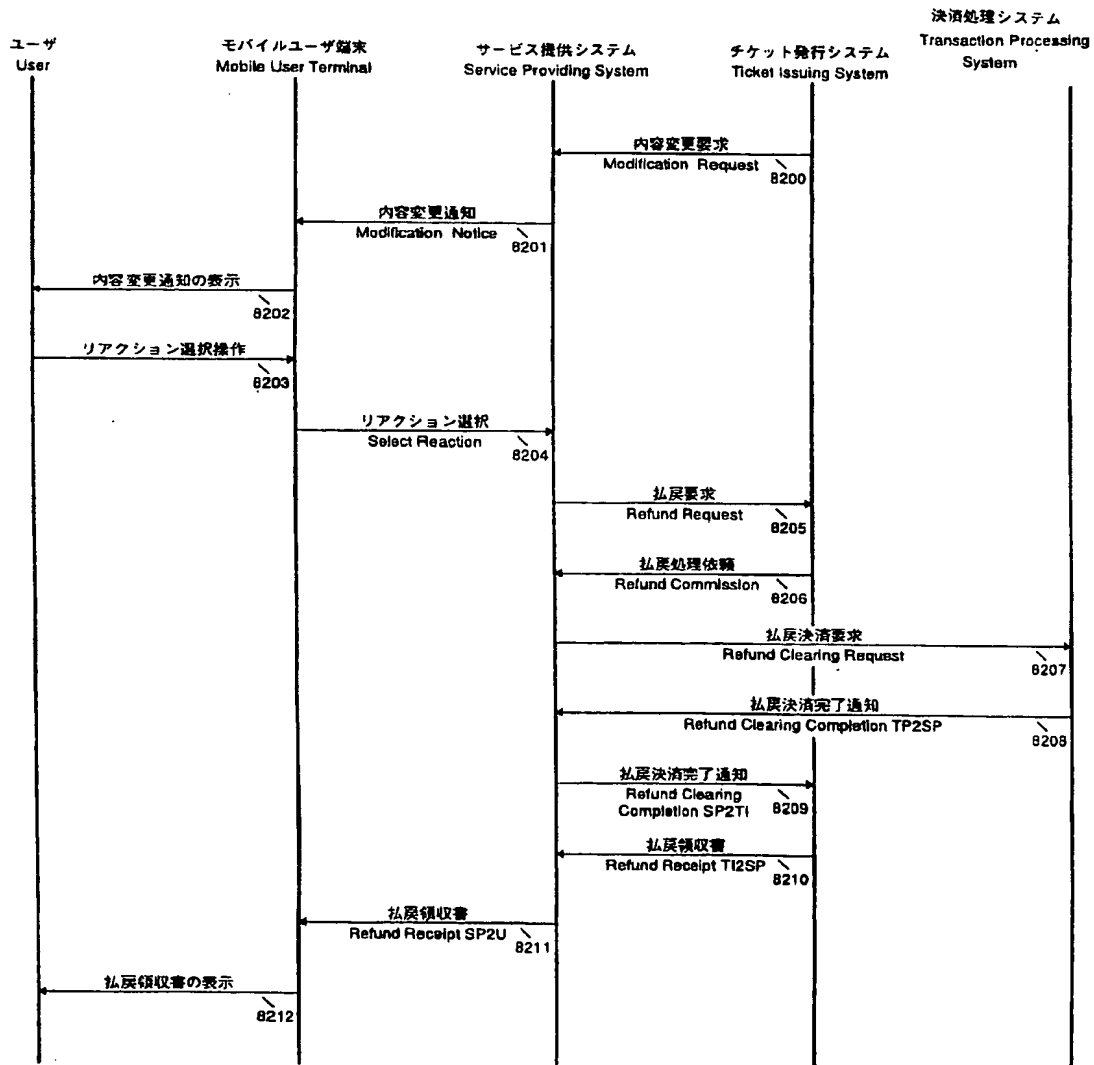 ユーザ
User
モバイルユーザ端末
Mobile User Terminal
サービス提供システム
Service Providing System
チケット発行システム
Ticket Issuing System
決済処理システム
Transaction Processing
System
内容変更要求
Modification Request
8200
内容変更通知
Modification Notice
8201
内容変更通知の表示
8202
リアクション選択操作
8203
リアクション選択
Select Reaction
8204
払戻要求
Refund Request
8205
払戻処理依頼
Refund Commission
8206
払戻決済要求
Refund Clearing Request
8207
払戻決済完了通知
Refund Clearing Completion TP2SP
8208
払戻決済完了通知
Refund Clearing
Completion SP2TI
8209
払戻領収書
Refund Receipt TI2SP
8210
払戻領収書
Refund Receipt SP2U
8211
払戻領収書の表示
8212